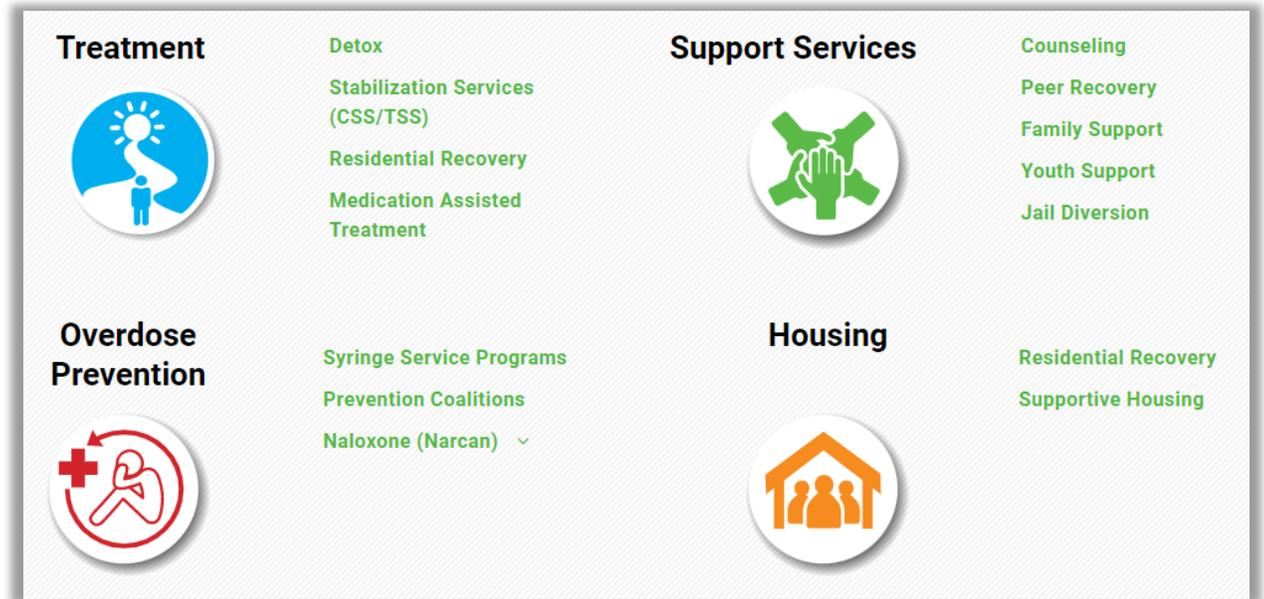 Treatment
Detox
Stabilization Services
(CSS/TSS)
Residential Recovery
Medication Assisted
Treatment
Support Services
Counseling
Peer Recovery
Family Support
Youth Support
Jail Diversion
Overdose
Prevention
Syringe Service Programs
Prevention Coalitions
Naloxone (Narcan)
Housing
Residential Recovery
Supportive Housing